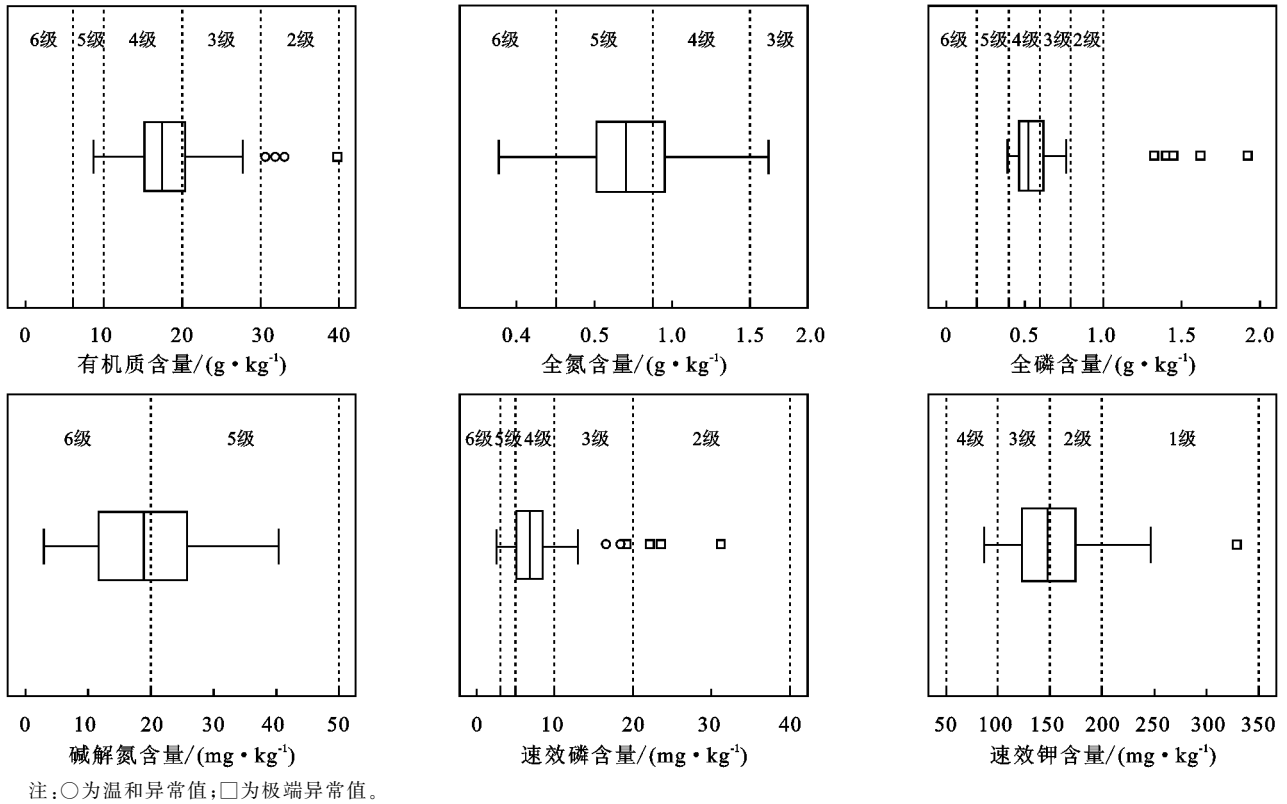 6级 5级 4级 3级 2级
0 10 20 30 40
有机质含量/(g·kg⁻¹)
6级 5级 4级 3级
0.4 0.5 1.0 1.5 2.0
全氮含量/(g·kg⁻¹)
6级 5级 4级 3级 2级
0 0.5 1.0 1.5 2.0
全磷含量/(g·kg⁻¹)
6级 5级
0 10 20 30 40 50
碱解氮含量/(mg·kg⁻¹)
6级 5级 4级 3级 2级
0 10 20 30 40
速效磷含量/(mg·kg⁻¹)
4级 3级 2级 1级
50 100 150 200 250 300 350
速效钾含量/(mg·kg⁻¹)
注:○为温和异常值;□为极端异常值。